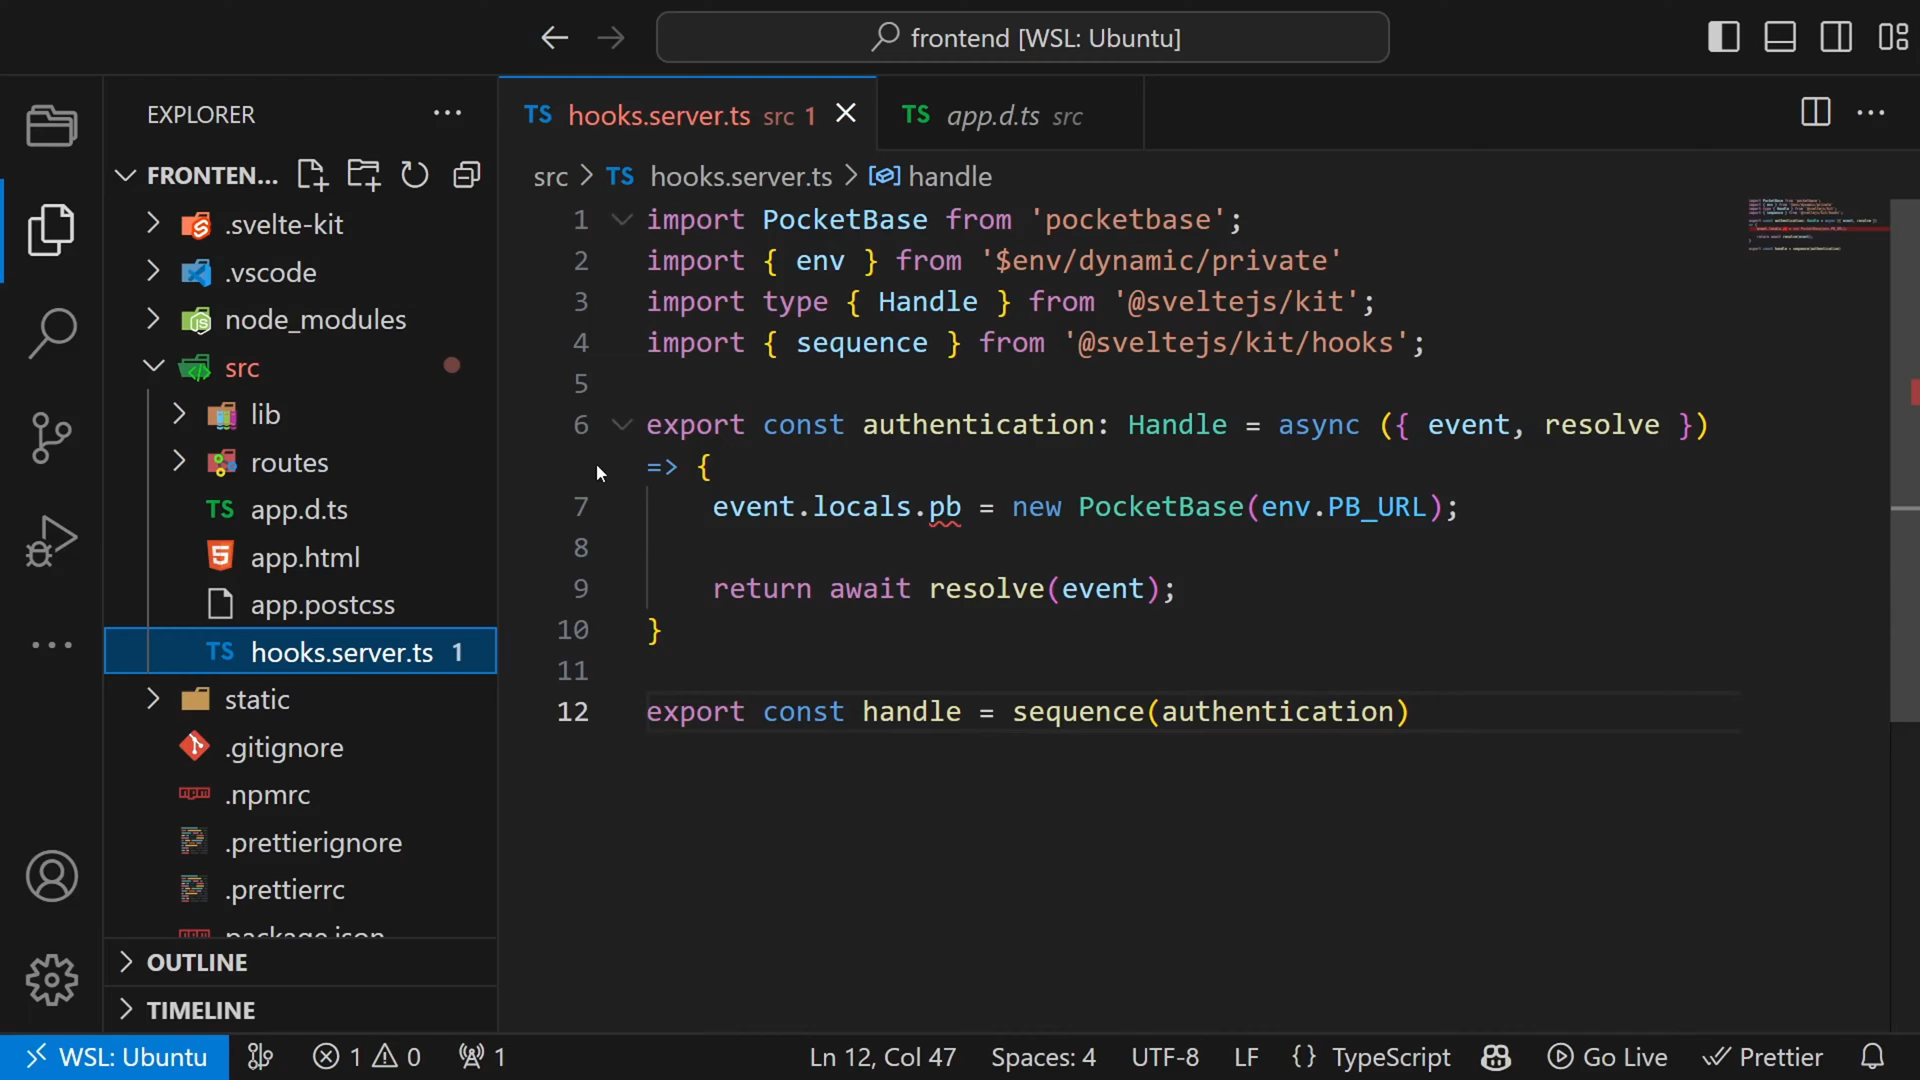 frontend [WSL: Ubuntu]
EXPLORER
FRONTEN...
.svelte-kit
.vscode
node_modules
src
lib
routes
TS app.d.ts
app.html
app.postcss
TS hooks.server.ts 1
static
.gitignore
.npmrc
.prettierignore
.prettierrc
package.json
OUTLINE
TIMELINE
TS hooks.server.ts src 1
TS app.d.ts src
src > TS hooks.server.ts > handle
1 import PocketBase from 'pocketbase';
2 import { env } from '$env/dynamic/private'
3 import type { Handle } from '@sveltejs/kit';
4 import { sequence } from '@sveltejs/kit/hooks';
5
6 export const authentication: Handle = async ({ event, resolve })
=> {
7 event.locals.pb = new PocketBase(env.PB_URL);
8
9 return await resolve(event);
10 }
11
12 export const handle = sequence(authentication)
WSL: Ubuntu
1
0
1
Ln 12, Col 47
Spaces: 4
UTF-8
LF
{ } TypeScript
Go Live
Prettier